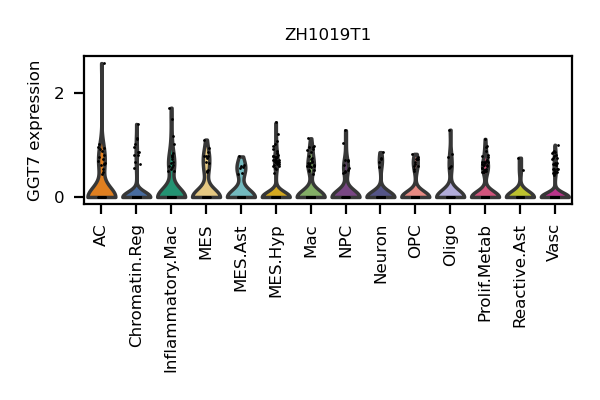 ZH1019T1
GGT7 expression
2
0
AC
Chromatin.Reg
Inflammatory.Mac
MES
MES.Ast
MES.Hyp
Mac
NPC
Neuron
OPC
Oligo
Prolif.Metab
Reactive.Ast
Vasc